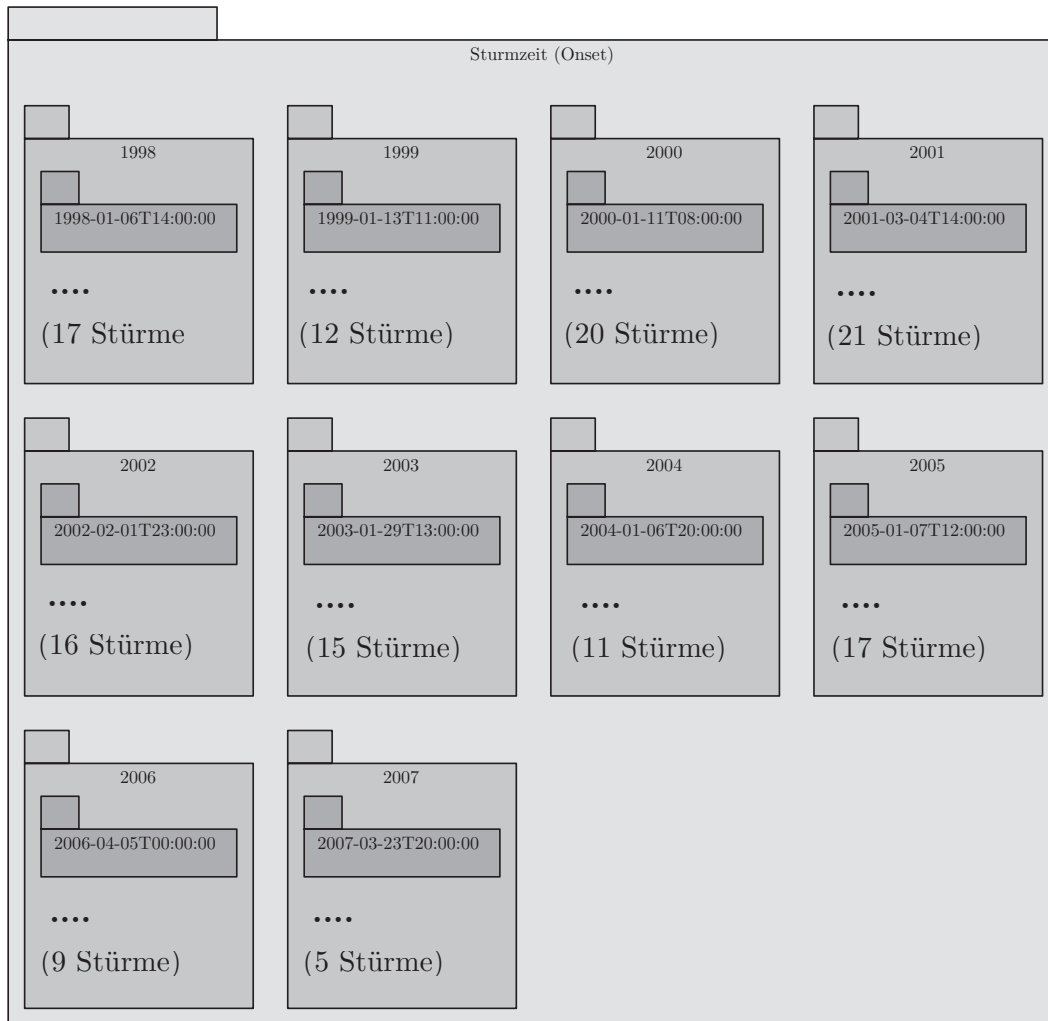 Sturmzeit (Onset)
1998
1998-01-06T14:00:00
....
(17 Stürme
1999
1999-01-13T11:00:00
....
(12 Stürme)
2000
2000-01-11T08:00:00
....
(20 Stürme)
2001
2001-03-04T14:00:00
....
(21 Stürme)
2002
2002-02-01T23:00:00
....
(16 Stürme)
2003
2003-01-29T13:00:00
....
(15 Stürme)
2004
2004-01-06T20:00:00
....
(11 Stürme)
2005
2005-01-07T12:00:00
....
(17 Stürme)
2006
2006-04-05T00:00:00
....
(9 Stürme)
2007
2007-03-23T20:00:00
....
(5 Stürme)